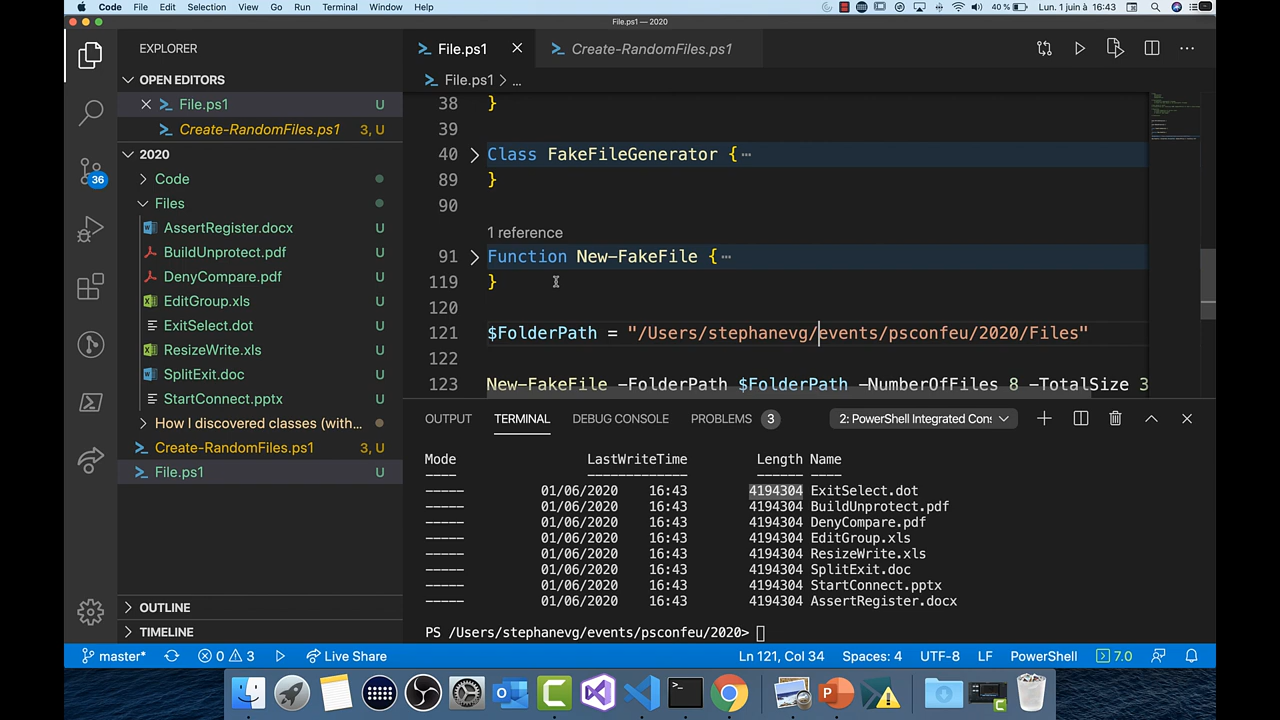 Code File Edit Selection View Go Run Terminal Window Help 40 % Lun. 1 juin à 16:43
File.ps1 — 2020
EXPLORER
OPEN EDITORS
File.ps1 U
Create-RandomFiles.ps1 3, U
2020
Code
Files
AssertRegister.docx U
BuildUnprotect.pdf U
DenyCompare.pdf U
EditGroup.xls U
ExitSelect.dot U
ResizeWrite.xls U
SplitExit.doc U
StartConnect.pptx U
How I discovered classes (with...
Create-RandomFiles.ps1 3, U
File.ps1 U
OUTLINE
TIMELINE
36
File.ps1 Create-RandomFiles.ps1
File.ps1 > ...
38 }
39
40 Class FakeFileGenerator {…
89 }
90
1 reference
91 Function New-FakeFile {…
119 }
120
121 $FolderPath = "/Users/stephanevg/events/psconfeu/2020/Files"
122
123 New-FakeFile -FolderPath $FolderPath -NumberOfFiles 8 -TotalSize 3
OUTPUT TERMINAL DEBUG CONSOLE PROBLEMS 3 2: PowerShell Integrated Cons
Mode LastWriteTime Length Name
---- ------------- ------ ----
----- 01/06/2020 16:43 4194304 ExitSelect.dot
----- 01/06/2020 16:43 4194304 BuildUnprotect.pdf
----- 01/06/2020 16:43 4194304 DenyCompare.pdf
----- 01/06/2020 16:43 4194304 EditGroup.xls
----- 01/06/2020 16:43 4194304 ResizeWrite.xls
----- 01/06/2020 16:43 4194304 SplitExit.doc
----- 01/06/2020 16:43 4194304 StartConnect.pptx
----- 01/06/2020 16:43 4194304 AssertRegister.docx
PS /Users/stephanevg/events/psconfeu/2020>
master* 0 3 Live Share Ln 121, Col 34 Spaces: 4 UTF-8 LF PowerShell 7.0